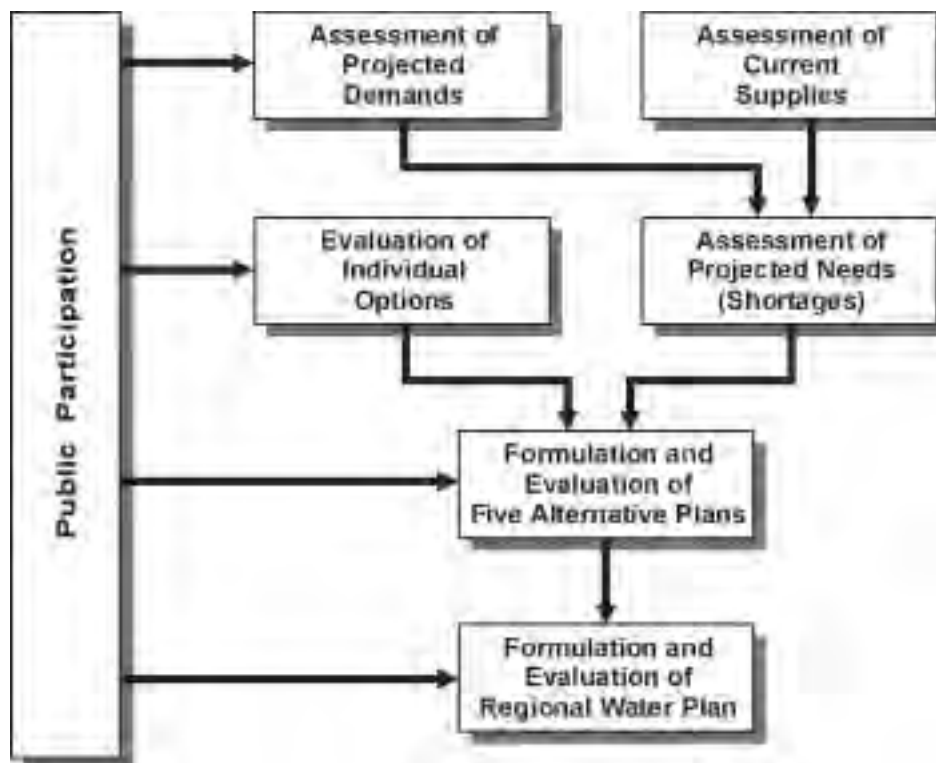 Public Participation
Assessment of
Projected
Demands
Assessment of
Current
Supplies
Evaluation of
Individual
Options
Assessment of
Projected Needs
(Shortages)
Formulation and
Evaluation of
Five Alternative Plans
Formulation and
Evaluation of
Regional Water Plan